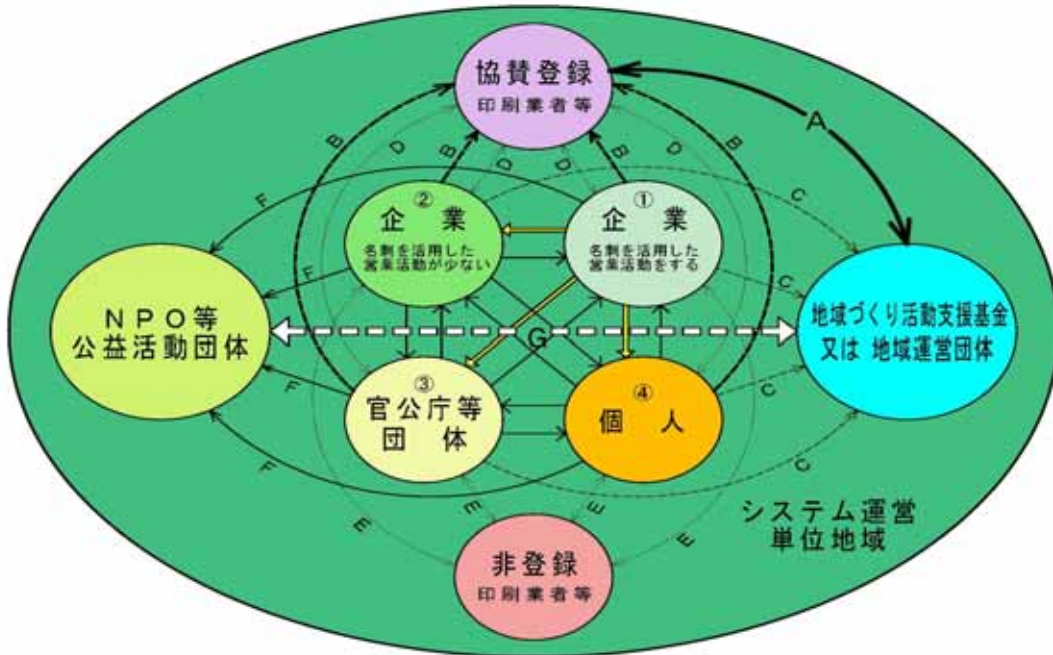 協賛登録
印刷業者等
A
B
D
B
D
D
B
D
B
F
C
②
企業
名刺を活用した
営業活動が少ない
①
企業
名刺を活用した
営業活動をする
F
C
NPO等
公益活動団体
G
地域づくり活動支援基金
又は 地域運営団体
③
官公庁等
団体
④
個人
F
C
F
C
E
E
E
E
システム運営
単位地域
非登録
印刷業者等